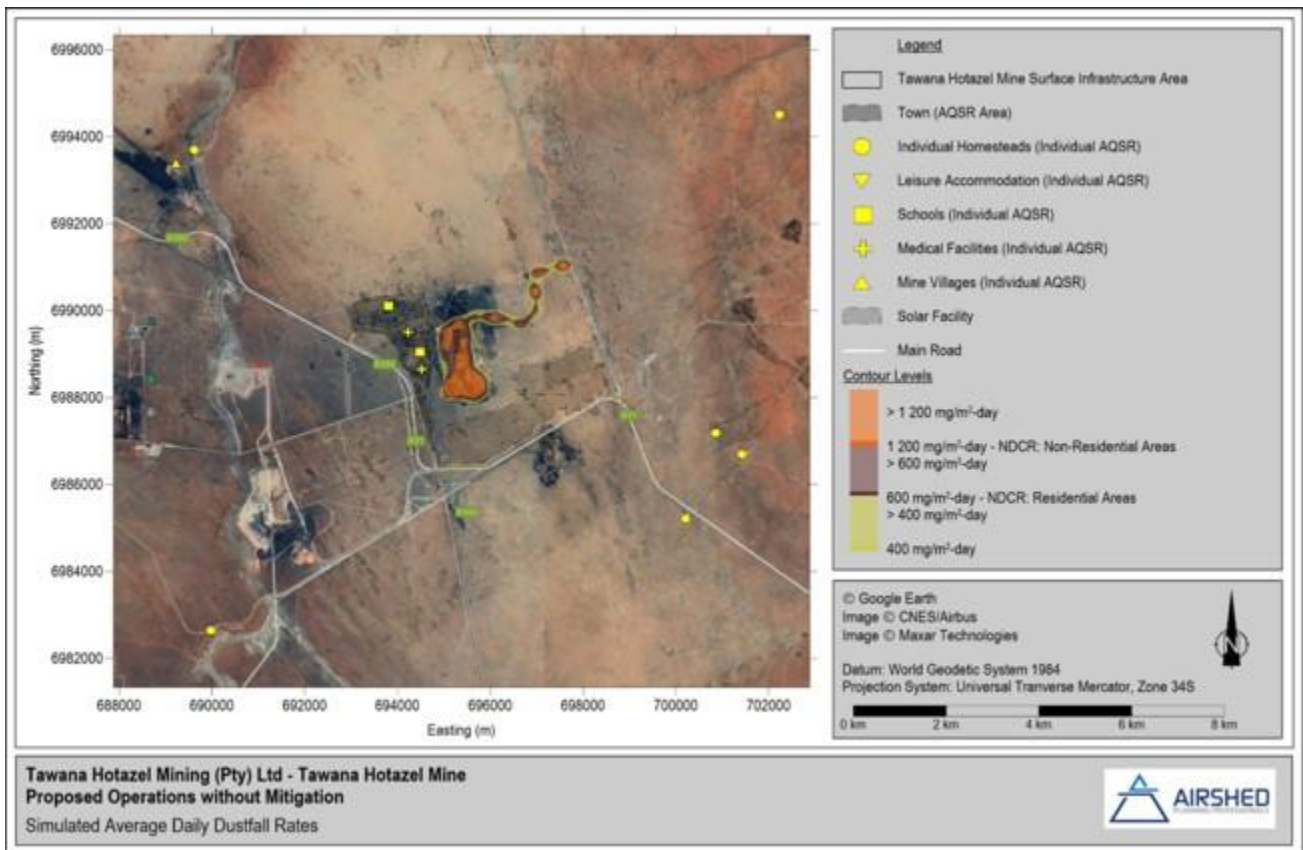 6996000
6994000
6992000
6990000
6988000
6986000
6984000
6982000
Northing (m)
688000 690000 692000 694000 696000 698000 700000 702000
Easting (m)
Legend
Tawana Hotazel Mine Surface Infrastructure Area
Town (AQSR Area)
Individual Homesteads (Individual AQSR)
Leisure Accommodation (Individual AQSR)
Schools (Individual AQSR)
Medical Facilities (Individual AQSR)
Mine Villages (Individual AQSR)
Solar Facility
Main Road
Contour Levels
> 1 200 mg/m²-day
1 200 mg/m²-day - NDCR: Non-Residential Areas
> 600 mg/m²-day
600 mg/m²-day - NDCR: Residential Areas
> 400 mg/m²-day
400 mg/m²-day
© Google Earth
Image © CNES/Airbus
Image © Maxar Technologies
N
Datum: World Geodetic System 1984
Projection System: Universal Tranverse Mercator, Zone 34S
0 km 2 km 4 km 6 km 8 km
Tawana Hotazel Mining (Pty) Ltd - Tawana Hotazel Mine
Proposed Operations without Mitigation
Simulated Average Daily Dustfall Rates
AIRSHED